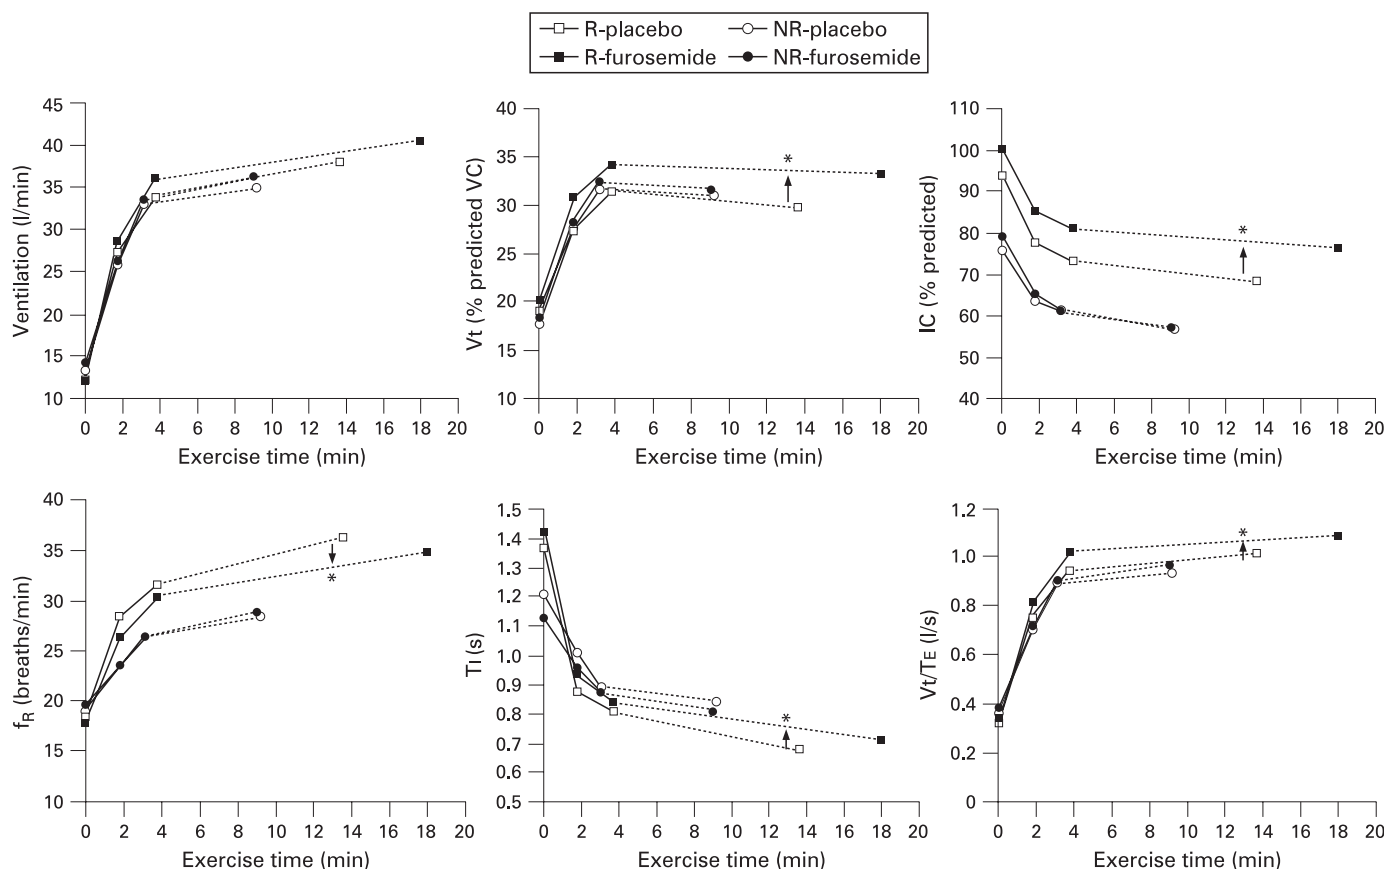 R-placebo NR-placebo
R-furosemide NR-furosemide
Ventilation (l/min)
45
40
35
30
25
20
15
10
0 2 4 6 8 10 12 14 16 18 20
Exercise time (min)
Vt (% predicted VC)
40
35
30
25
20
15
10
*
0 2 4 6 8 10 12 14 16 18 20
Exercise time (min)
IC (% predicted)
110
100
90
80
70
60
50
40
*
0 2 4 6 8 10 12 14 16 18 20
Exercise time (min)
fR (breaths/min)
40
35
30
25
20
15
10
*
0 2 4 6 8 10 12 14 16 18 20
Exercise time (min)
TI (s)
1.5
1.4
1.3
1.2
1.1
1.0
0.9
0.8
0.7
0.6
0.5
*
0 2 4 6 8 10 12 14 16 18 20
Exercise time (min)
Vt/TE (l/s)
1.2
1.0
0.8
0.6
0.4
0.2
0
*
0 2 4 6 8 10 12 14 16 18 20
Exercise time (min)